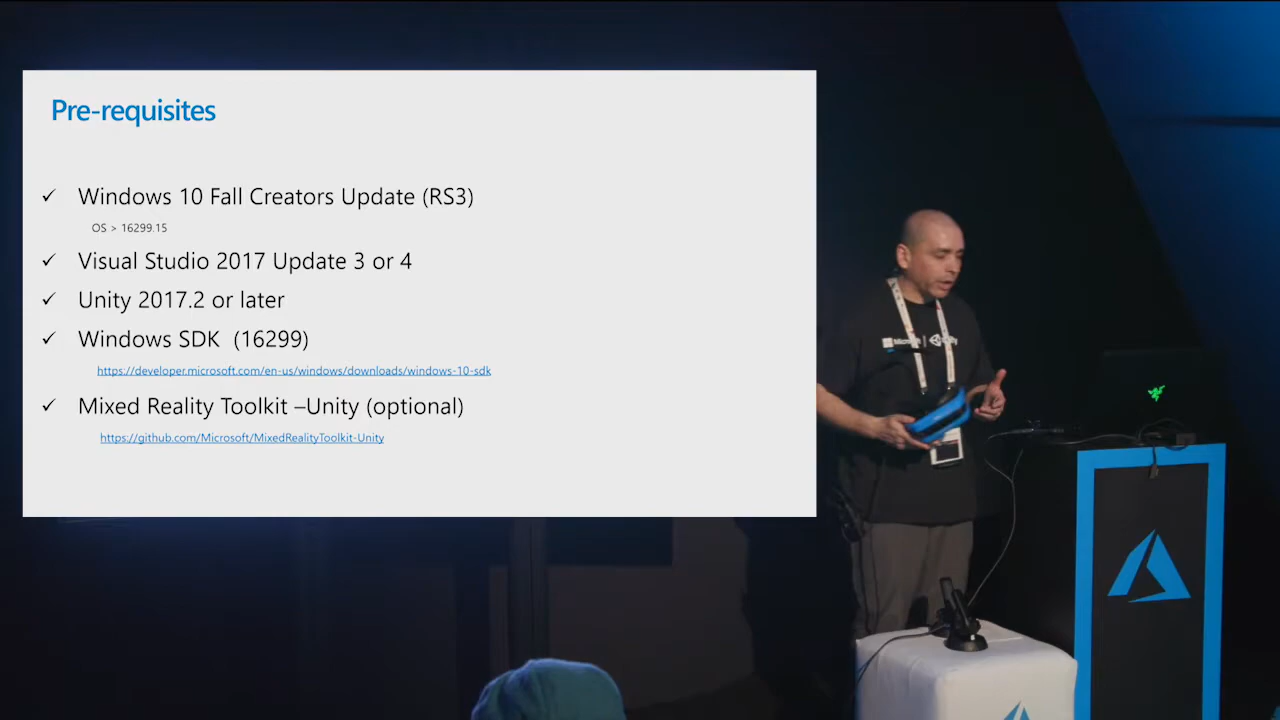 Pre-requisites
✓ Windows 10 Fall Creators Update (RS3)
OS > 16299.15
✓ Visual Studio 2017 Update 3 or 4
✓ Unity 2017.2 or later
✓ Windows SDK (16299)
https://developer.microsoft.com/en-us/windows/downloads/windows-10-sdk
✓ Mixed Reality Toolkit –Unity (optional)
https://github.com/Microsoft/MixedRealityToolkit-Unity